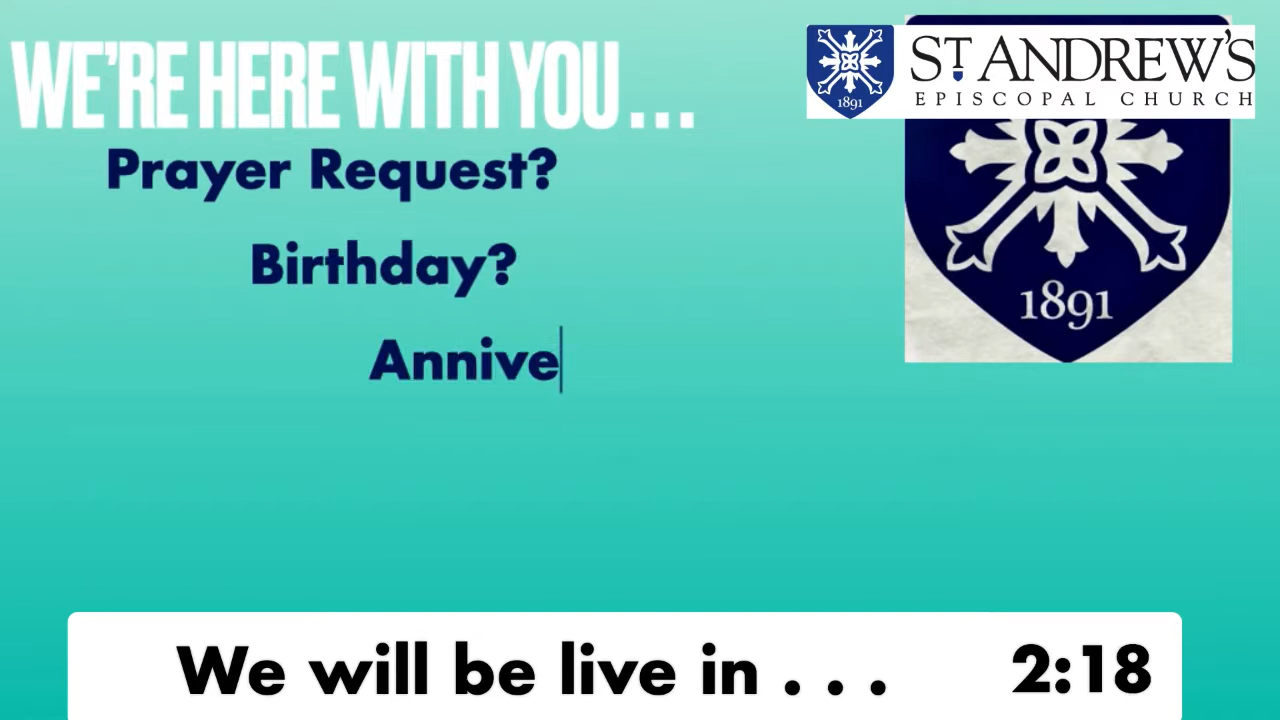 WE'RE HERE WITH YOU . . .
Prayer Request?
Birthday?
Annive
1891
ST ANDREW'S
EPISCOPAL CHURCH
1891
We will be live in . . . 2:18